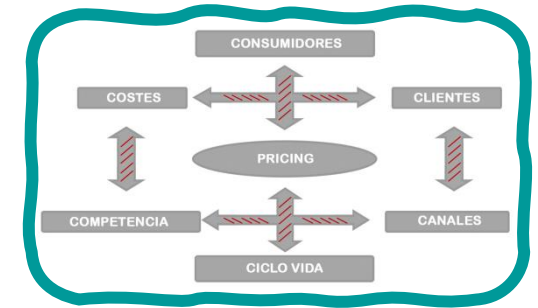 CONSUMIDORES
COSTES
CLIENTES
PRICING
COMPETENCIA
CANALES
CICLO VIDA